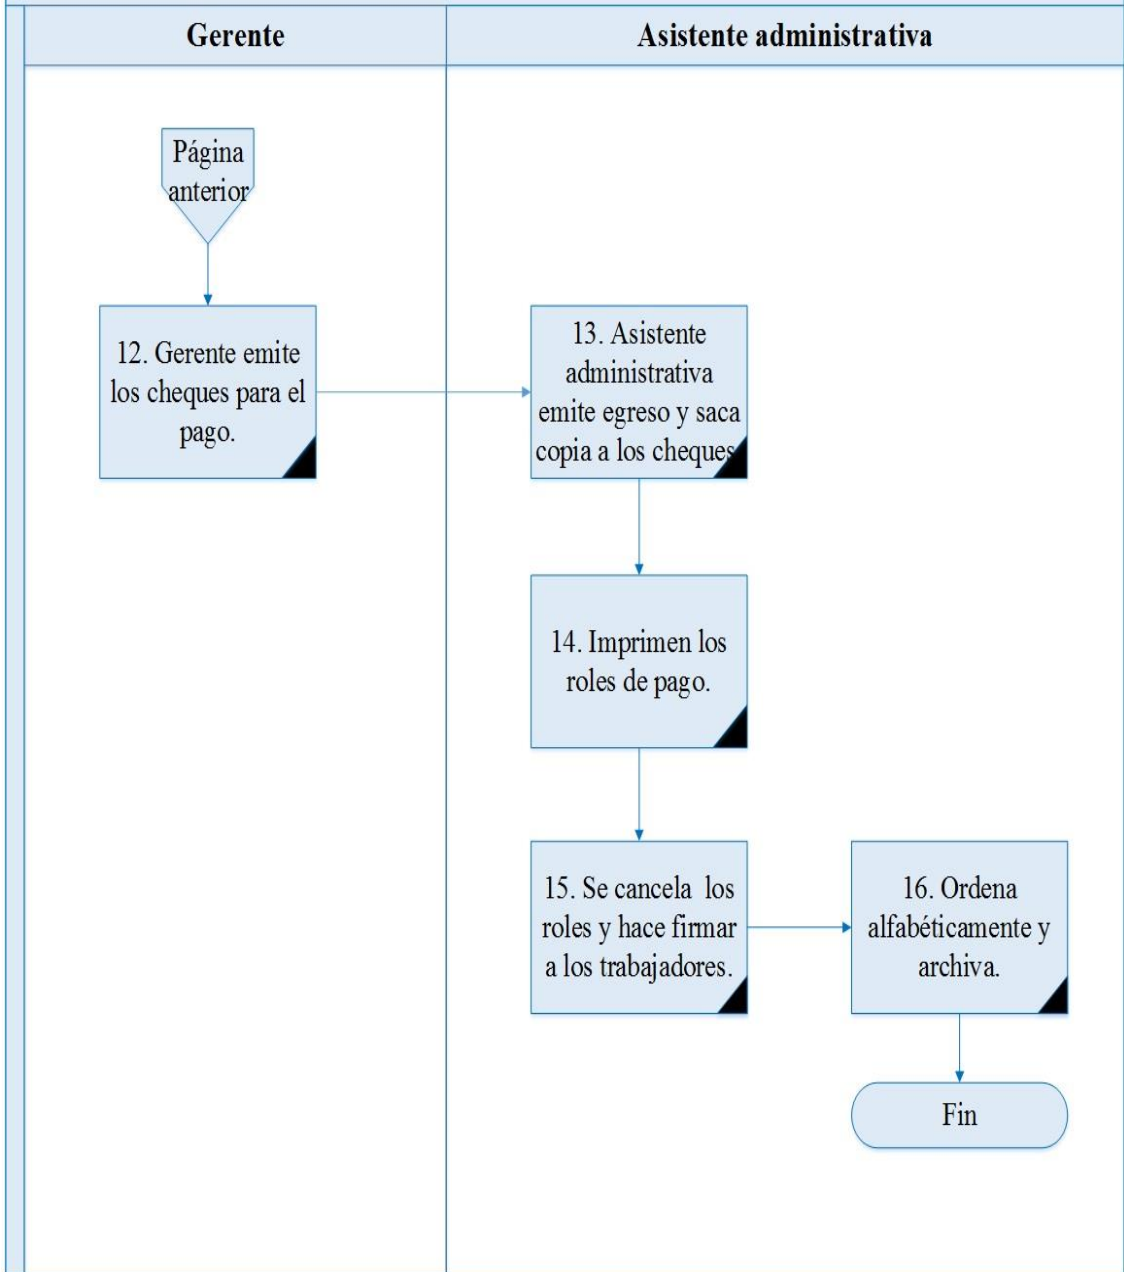 Gerente
Asistente administrativa
Página
anterior
12. Gerente emite
los cheques para el
pago.
13. Asistente
administrativa
emite egreso y saca
copia a los cheques
14. Imprimen los
roles de pago.
15. Se cancela  los
roles y hace firmar
a los trabajadores.
16. Ordena
alfabéticamente y
archiva.
Fin